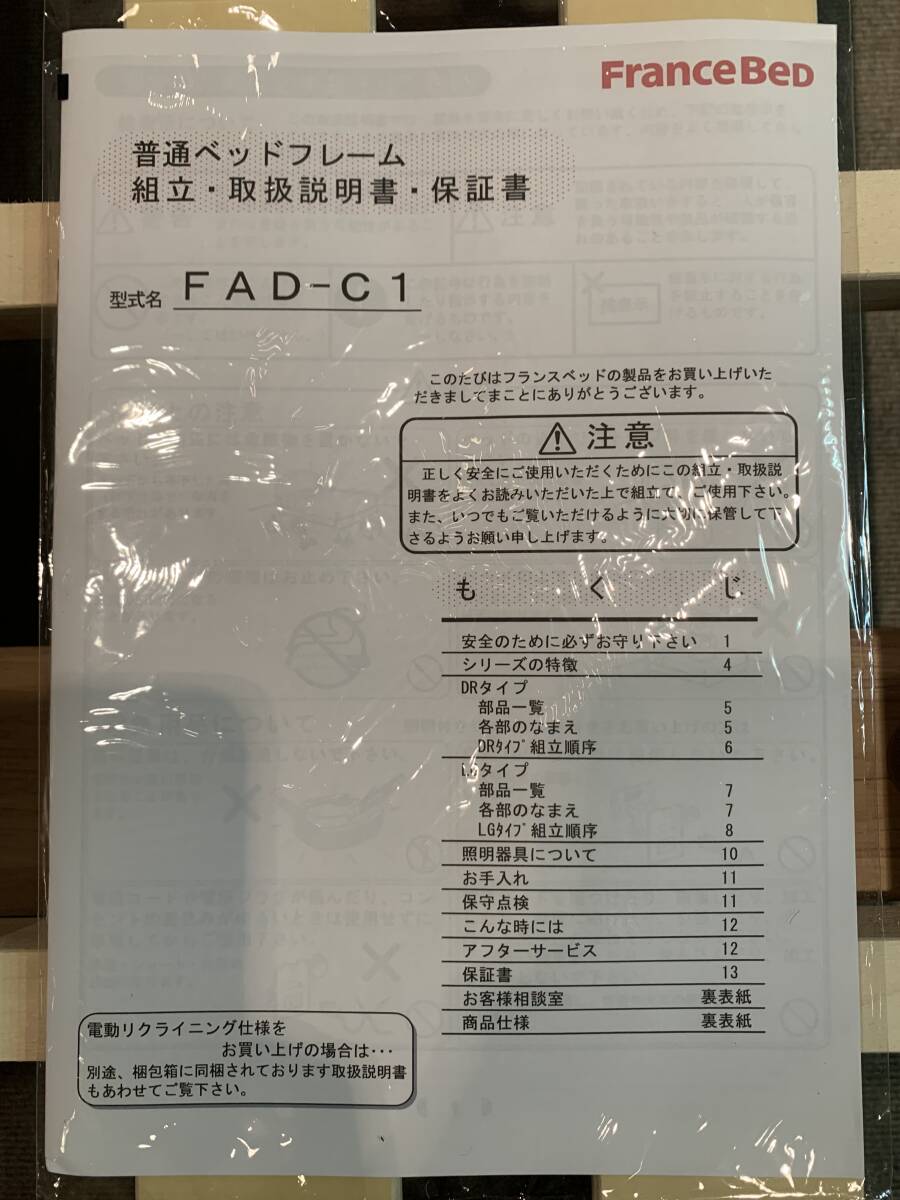 FranceBeD
普通ベッドフレーム
組立・取扱説明書・保証書
型式名 FAD-C1
このたびはフランスベッドの製品をお買い上げいた
だきましてまことにありがとうございます。
注意
正しく安全にご使用いただくためにこの組立・取扱説
明書をよくお読みいただいた上で組立て、ご使用下さい。
また、いつでもご覧いただけるように大切に保管して下
さるようお願い申し上げます。
もくじ
安全のために必ずお守り下さい 1
シリーズの特徴 4
DRタイプ
部品一覧 5
各部のなまえ 5
DRﾀｲﾌﾟ組立順序 6
LGタイプ
部品一覧 7
各部のなまえ 7
LGﾀｲﾌﾟ組立順序 8
照明器具について 10
お手入れ 11
保守点検 11
こんな時には 12
アフターサービス 12
保証書 13
お客様相談室 裏表紙
商品仕様 裏表紙
電動リクライニング仕様を
お買い上げの場合は･･･
別途、梱包箱に同梱されております取扱説明書
もあわせてご覧下さい。